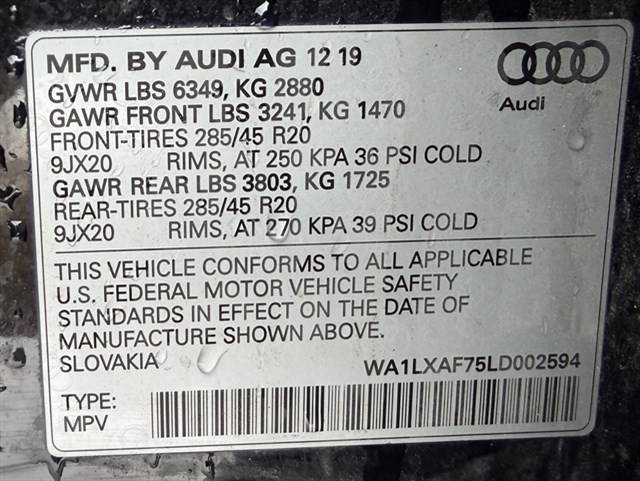 MFD. BY AUDI AG 12 19
GVWR LBS 6349, KG 2880
GAWR FRONT LBS 3241, KG 1470
FRONT-TIRES 285/45 R20
9JX20 RIMS, AT 250 KPA 36 PSI COLD
GAWR REAR LBS 3803, KG 1725
REAR-TIRES 285/45 R20
9JX20 RIMS, AT 270 KPA 39 PSI COLD
Audi
THIS VEHICLE CONFORMS TO ALL APPLICABLE
U.S. FEDERAL MOTOR VEHICLE SAFETY
STANDARDS IN EFFECT ON THE DATE OF
MANUFACTURE SHOWN ABOVE.
SLOVAKIA
WA1LXAF75LD002594
TYPE:
MPV